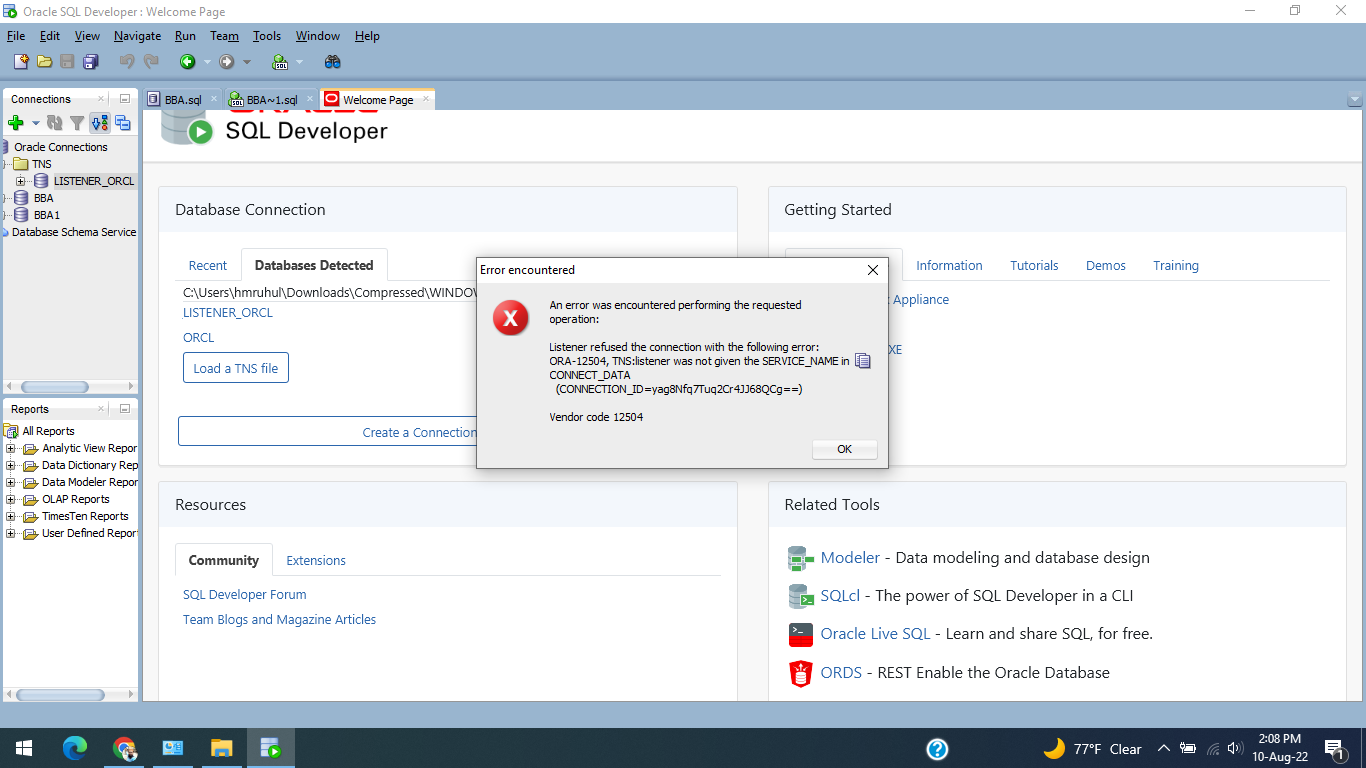 Oracle SQL Developer : Welcome Page
File Edit View Navigate Run Team Tools Window Help
Connections
BBA.sql
BBA~1.sql
Welcome Page
Oracle Connections
TNS
LISTENER_ORCL
BBA
BBA1
Database Schema Service
SQL Developer
Database Connection
Recent
Databases Detected
C:\Users\hmruhul\Downloads\Compressed\WINDO
LISTENER_ORCL
ORCL
Load a TNS file
Create a Connection
Getting Started
Information
Tutorials
Demos
Training
Appliance
XE
Error encountered
An error was encountered performing the requested
operation:
Listener refused the connection with the following error:
ORA-12504, TNS:listener was not given the SERVICE_NAME in
CONNECT_DATA
(CONNECTION_ID=yag8Nfq7Tuq2Cr4JJ68QCg==)
Vendor code 12504
OK
Reports
All Reports
Analytic View Repor
Data Dictionary Rep
Data Modeler Repor
OLAP Reports
TimesTen Reports
User Defined Report
Resources
Community
Extensions
SQL Developer Forum
Team Blogs and Magazine Articles
Related Tools
Modeler - Data modeling and database design
SQLcl - The power of SQL Developer in a CLI
Oracle Live SQL - Learn and share SQL, for free.
ORDS - REST Enable the Oracle Database
77°F Clear
2:08 PM
10-Aug-22
1